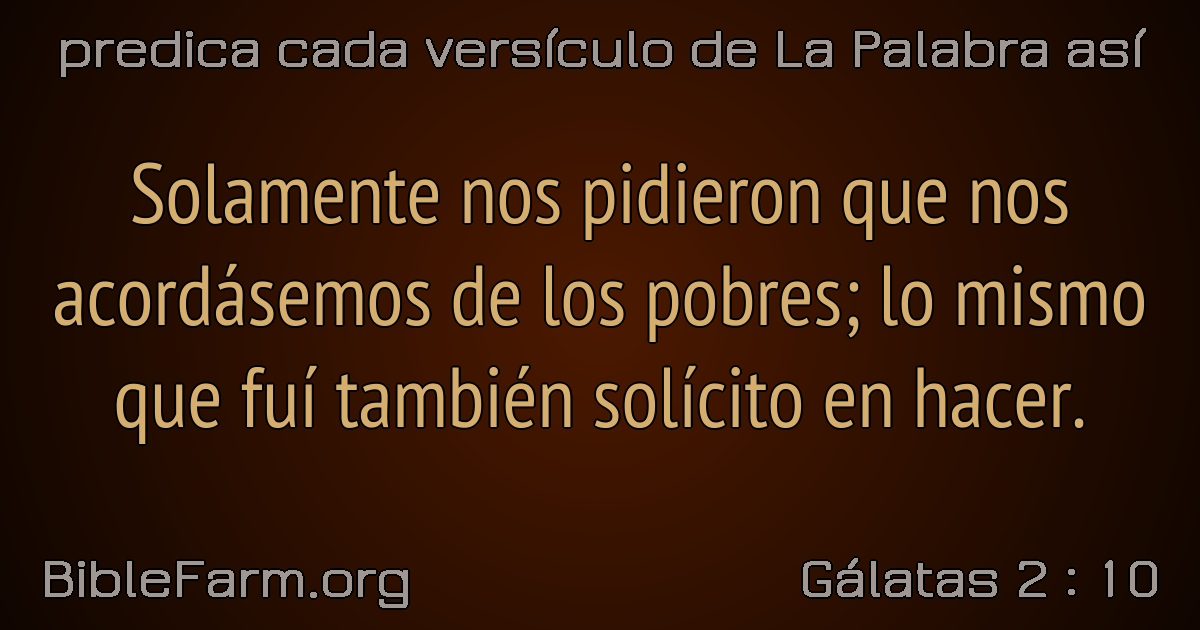 predica cada versículo de La Palabra así
Solamente nos pidieron que nos
acordásemos de los pobres; lo mismo
que fuí también solícito en hacer.
BibleFarm.org
Gálatas 2 : 10